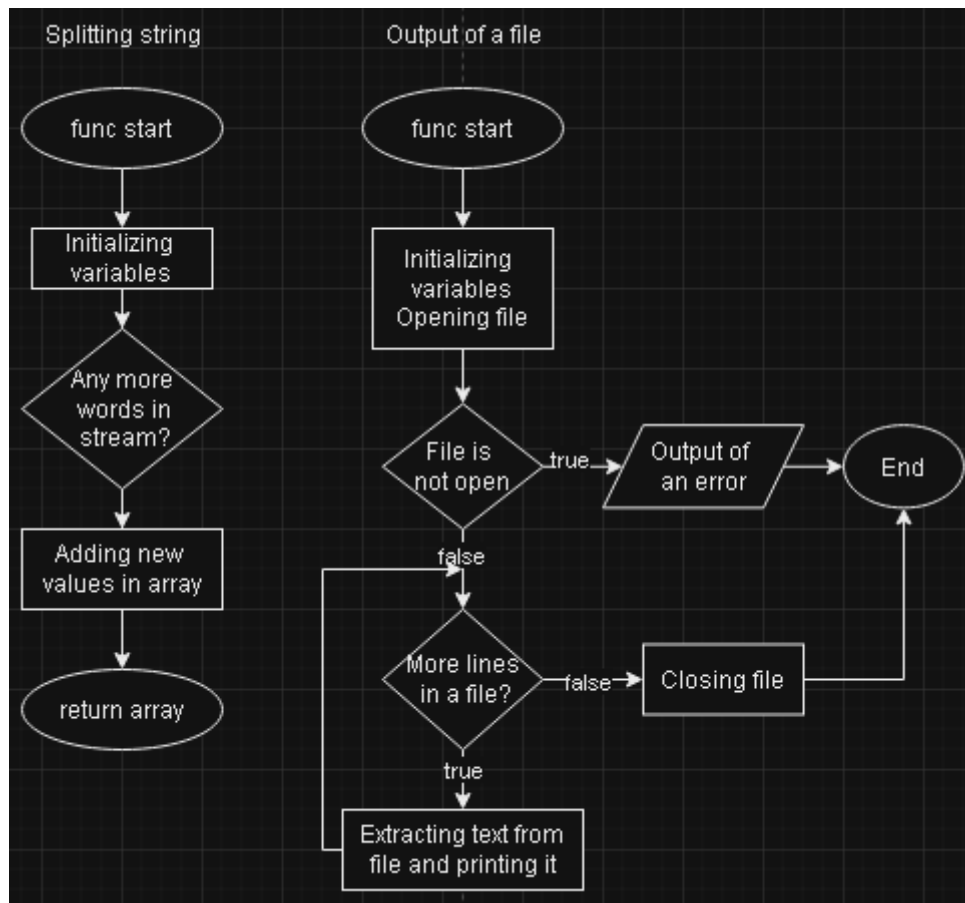 Splitting string
func start
Initializing
variables
Any more
words in
stream?
Adding new
values in array
return array
Output of a file
func start
Initializing
variables
Opening file
File is
not open
true
Output of
an error
End
false
More lines
in a file?
false
Closing file
true
Extracting text from
file and printing it